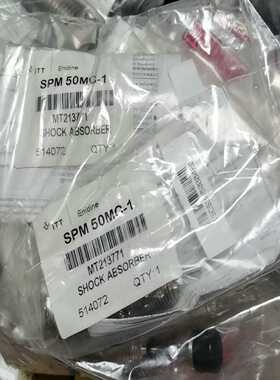 ITT
Enidine
SPM 50MC-1
MT213771
SHOCK ABSORBER
514072
QTY 1
ITT
Enidine
SPM 50MC-1
MT213771
SHOCK ABSORBER
514072
QTY 1